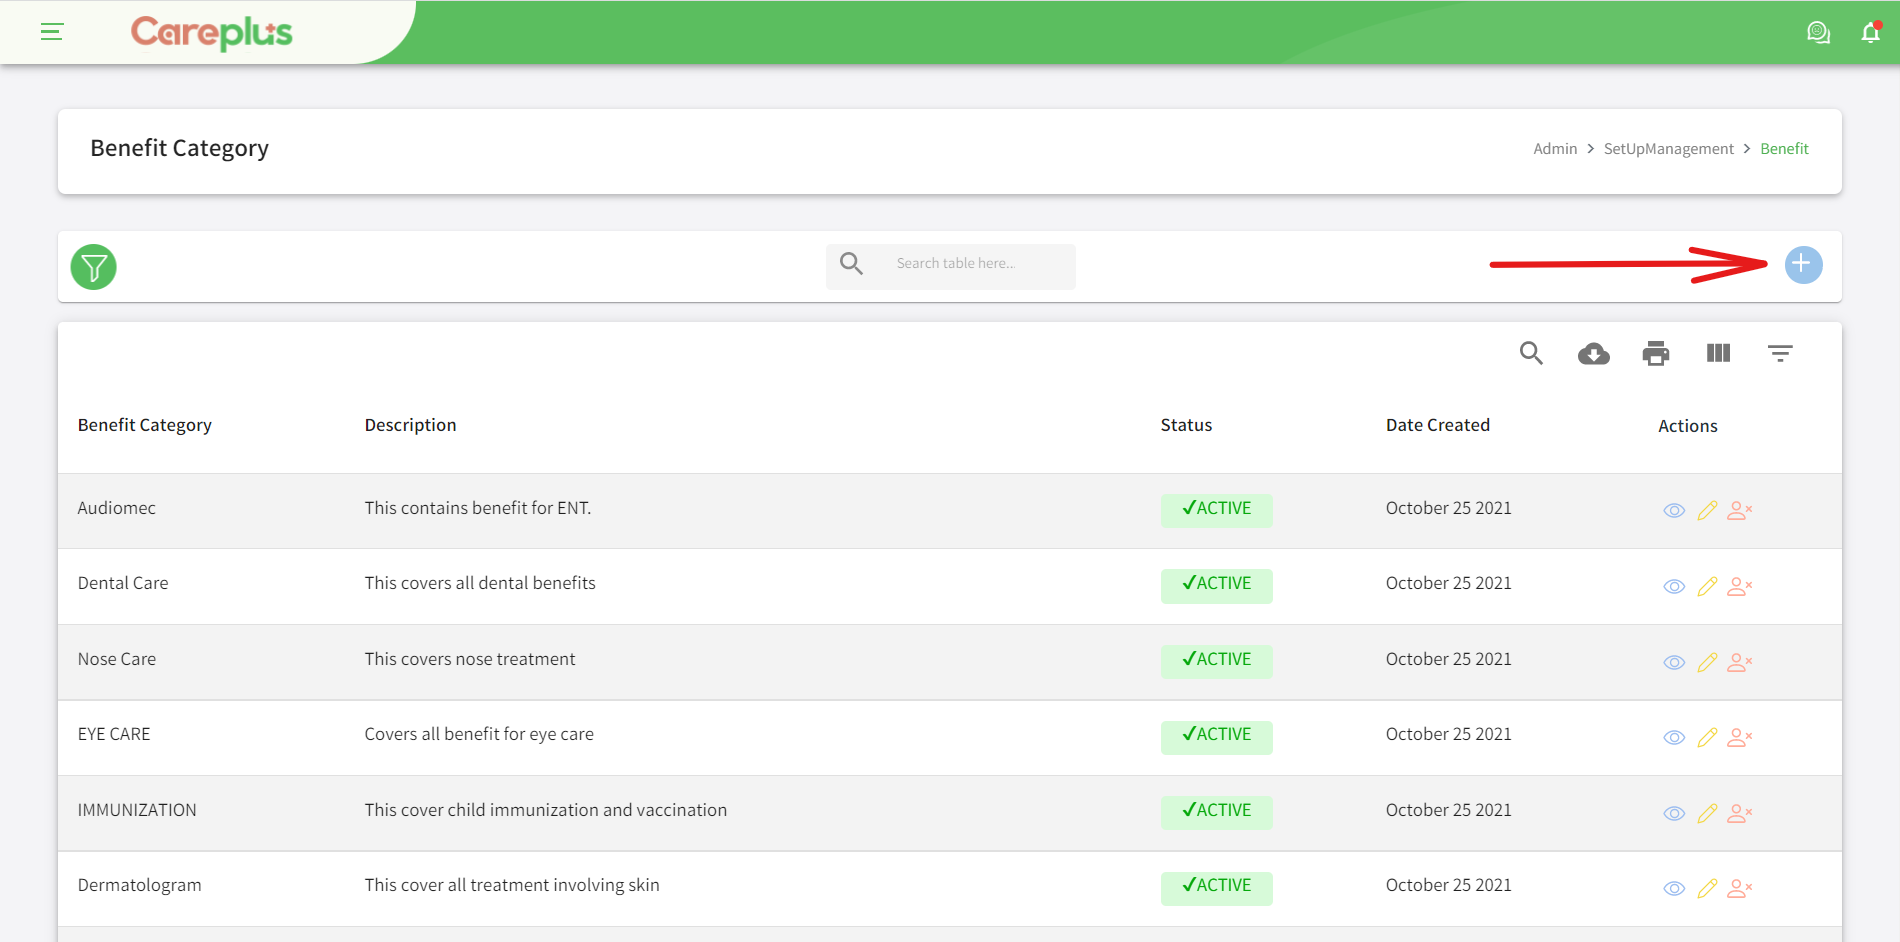 Careplus
Benefit Category
Admin > SetUpManagement > Benefit
Search table here...
Benefit Category Description Status Date Created Actions
Audiomec This contains benefit for ENT. ✓ACTIVE October 25 2021
Dental Care This covers all dental benefits ✓ACTIVE October 25 2021
Nose Care This covers nose treatment ✓ACTIVE October 25 2021
EYE CARE Covers all benefit for eye care ✓ACTIVE October 25 2021
IMMUNIZATION This cover child immunization and vaccination ✓ACTIVE October 25 2021
Dermatologram This cover all treatment involving skin ✓ACTIVE October 25 2021